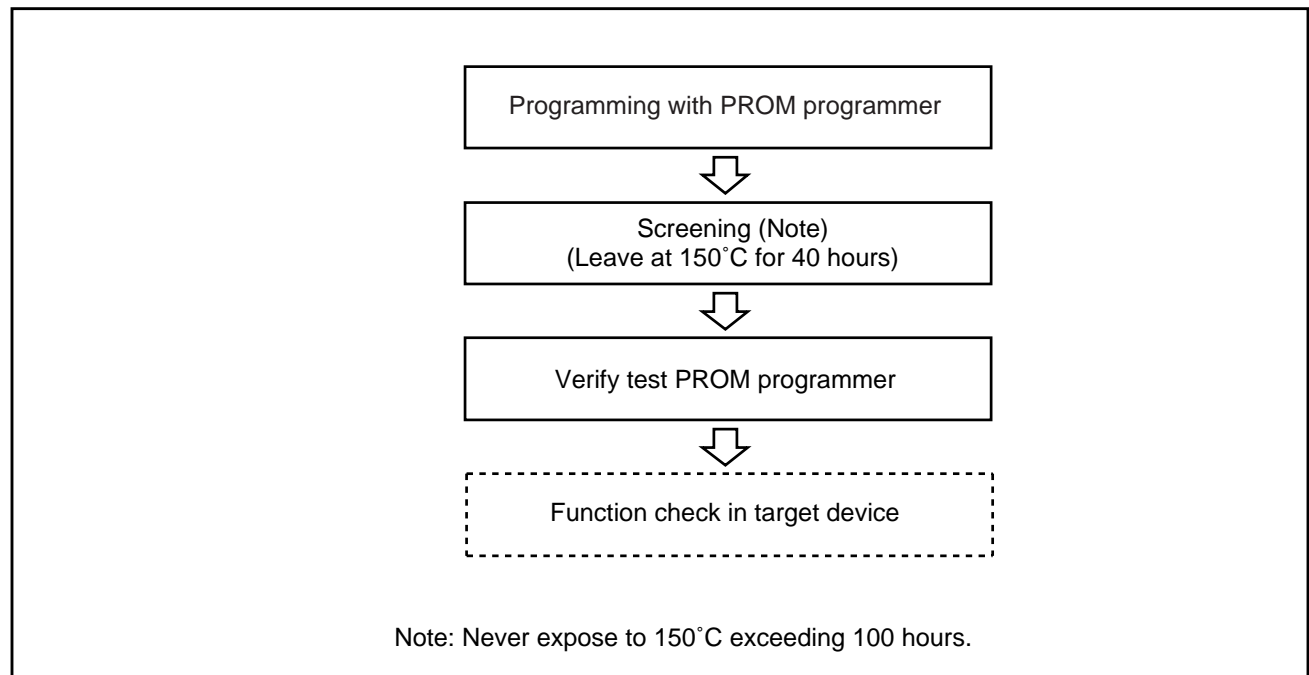 Programming with PROM programmer
Screening (Note)
(Leave at 150˚C for 40 hours)
Verify test PROM programmer
Function check in target device
Note: Never expose to 150˚C exceeding 100 hours.